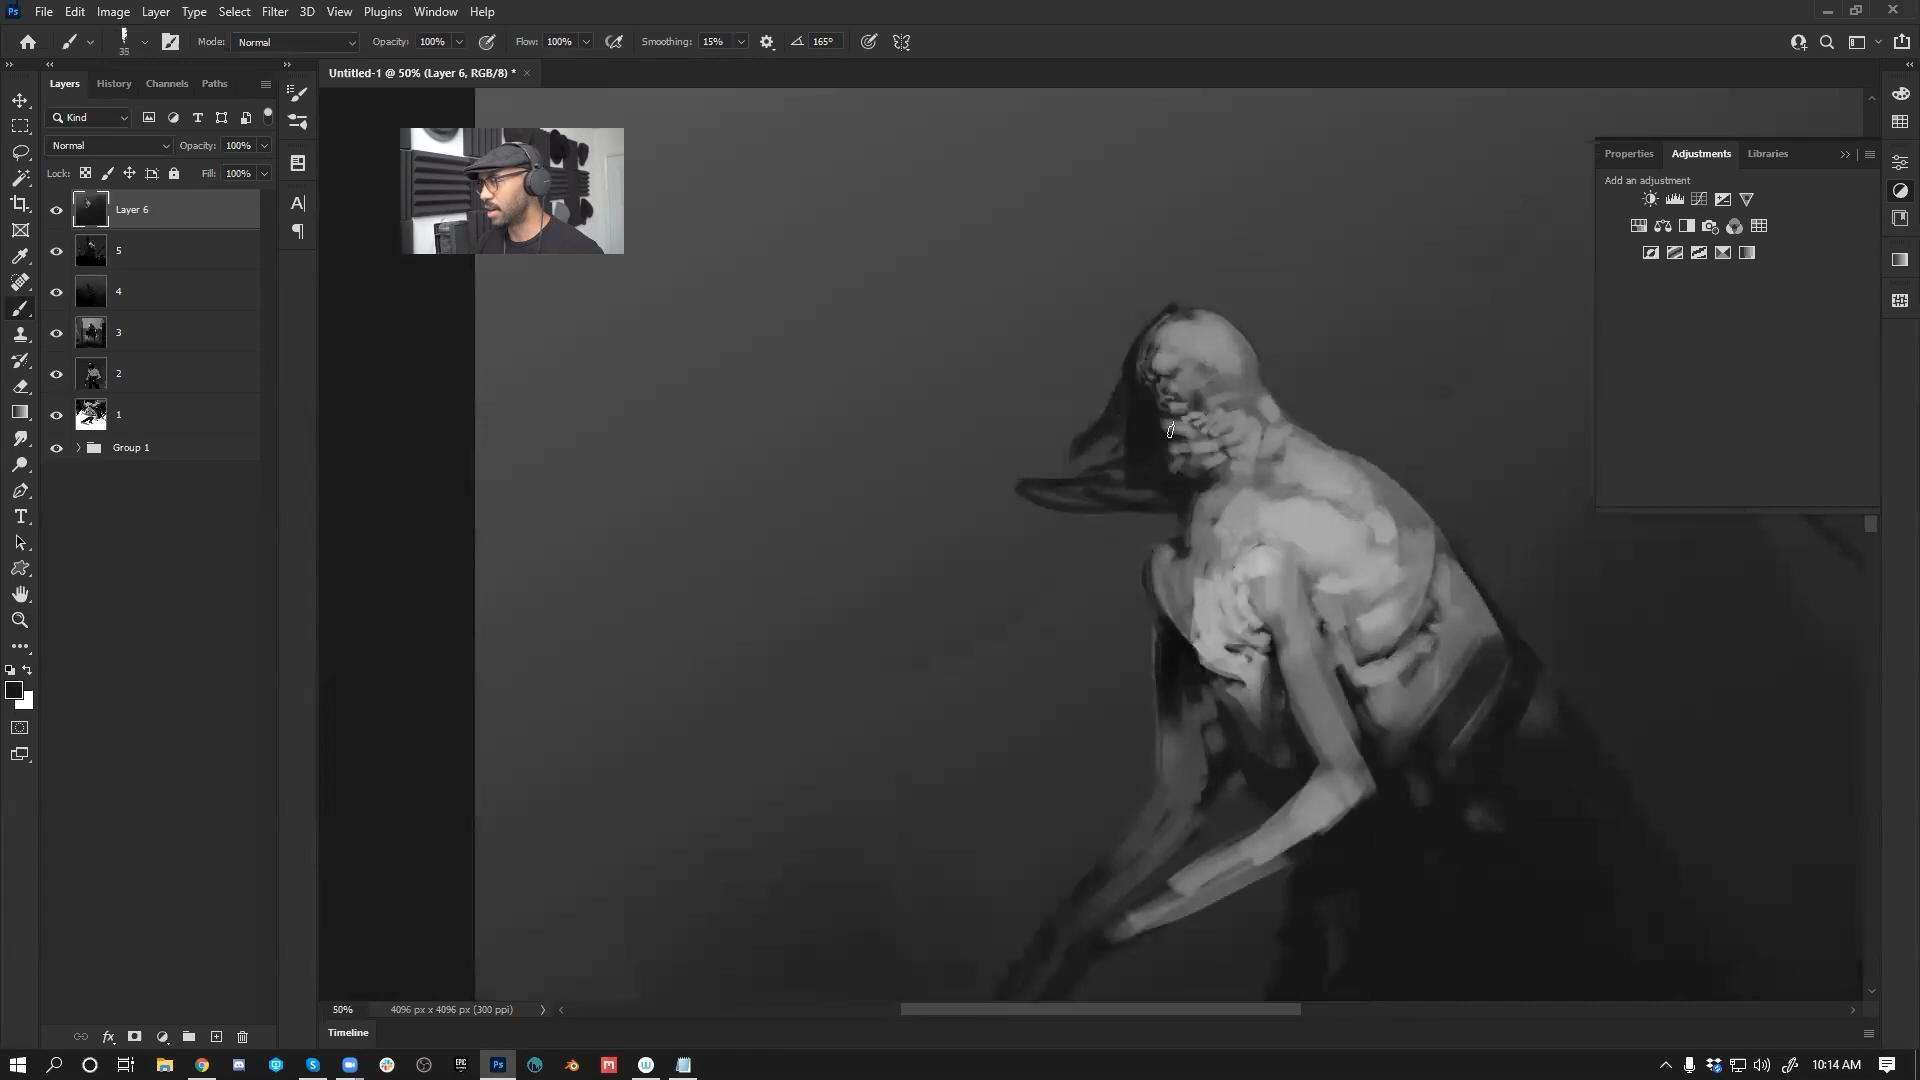 Ps File Edit Image Layer Type Select Filter 3D View Plugins Window Help
35 Mode: Normal Opacity: 100% Flow: 100% Smoothing: 15% 165°
Layers History Channels Paths
Untitled-1 @ 50% (Layer 6, RGB/8) *
Kind
Normal Opacity: 100%
Lock: Fill: 100%
Layer 6
5
4
3
2
1
Group 1
Properties Adjustments Libraries
Add an adjustment
50% 4096 px x 4096 px (300 ppi)
Timeline
10:14 AM